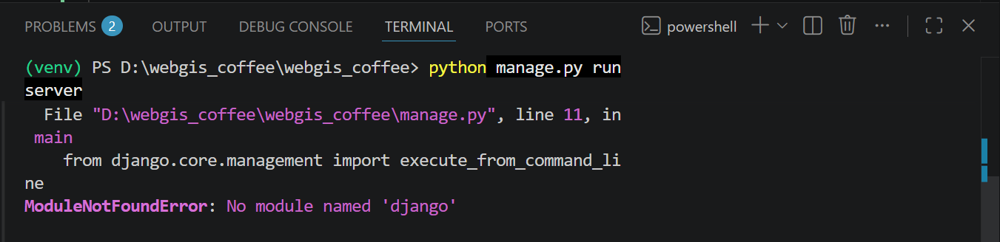 PROBLEMS 2 OUTPUT DEBUG CONSOLE TERMINAL PORTS powershell
(venv) PS D:\webgis_coffee\webgis_coffee> python manage.py run
server
File "D:\webgis_coffee\webgis_coffee\manage.py", line 11, in
main
from django.core.management import execute_from_command_li
ne
ModuleNotFoundError: No module named 'django'